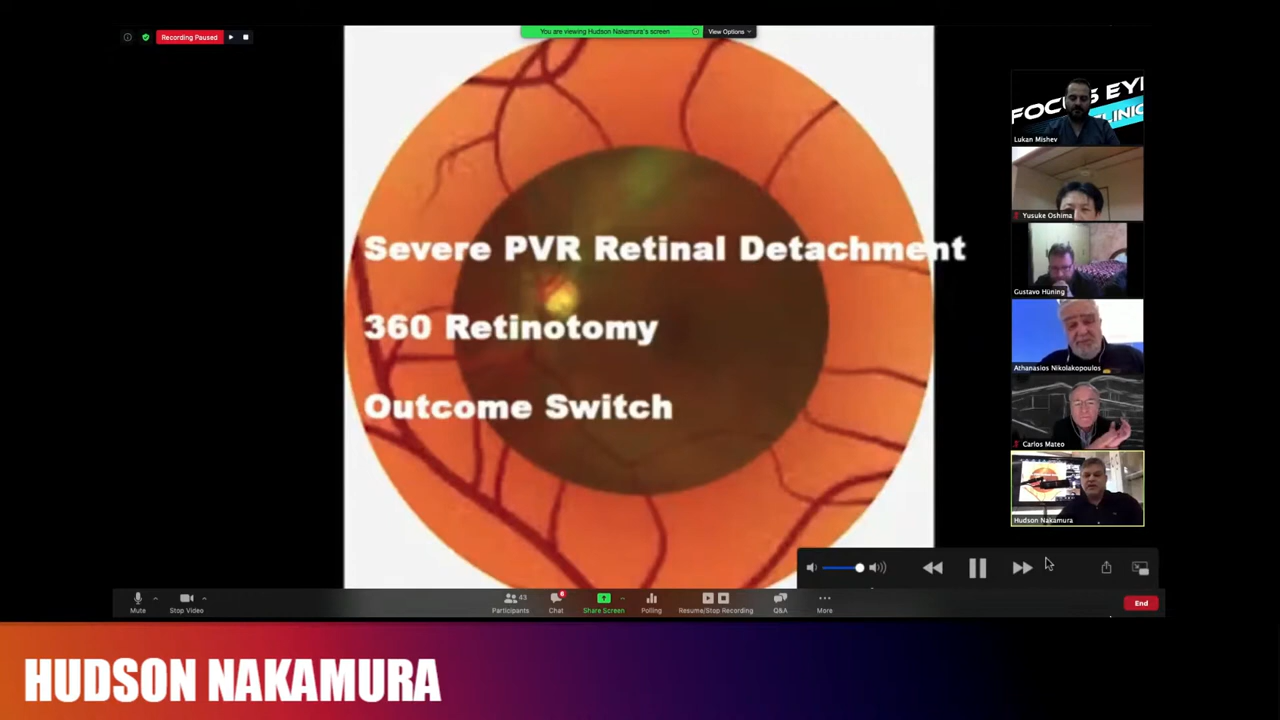 Recording Paused
You are viewing Hudson Nakamura's screen
View Options
Severe PVR Retinal Detachment
360 Retinotomy
Outcome Switch
FOCUS EYE
CLINIC
Lukan Mishev
Yusuke Oshima
Gustavo Hüning
Athanasios Nikolakopoulos
Carlos Mateo
Hudson Nakamura
Mute
Stop Video
Participants
43
Chat
6
Share Screen
Polling
Resume/Stop Recording
Q&A
More
End
HUDSON NAKAMURA